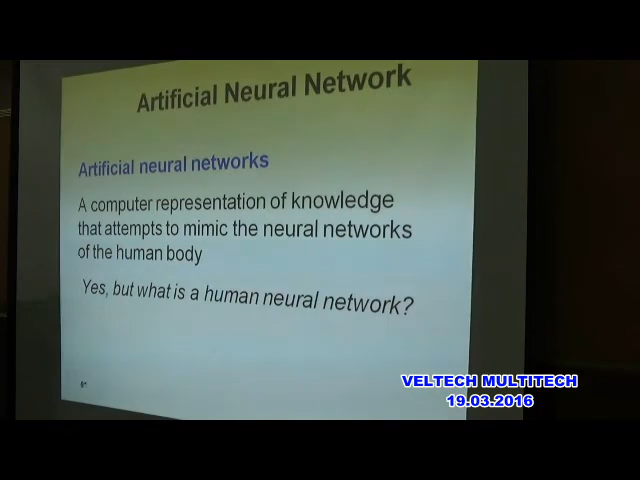 Artificial Neural Network
Artificial neural networks
A computer representation of knowledge
that attempts to mimic the neural networks
of the human body
Yes, but what is a human neural network?
VELTECH MULTITECH
19.03.2016